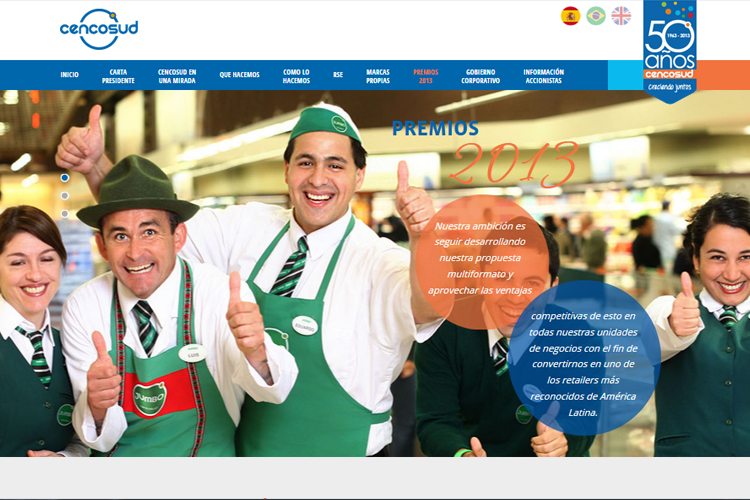 cencosud
50
1963 - 2013
años
cencosud
Creciendo juntos
INICIO
CARTA
PRESIDENTE
CENCOSUD EN
UNA MIRADA
QUE HACEMOS
COMO LO
HACEMOS
RSE
MARCAS
PROPIAS
PREMIOS
2013
GOBIERNO
CORPORATIVO
INFORMACIÓN
ACCIONISTAS
PREMIOS
2013
Nuestra ambición es
seguir desarrollando
nuestra propuesta
multiformato y
aprovechar las ventajas
competitivas de esto en
todas nuestras unidades
de negocios con el fin de
convertirnos en uno de
los retailers más
reconocidos de América
Latina.
LUIS
EDUARDO
JUMBO